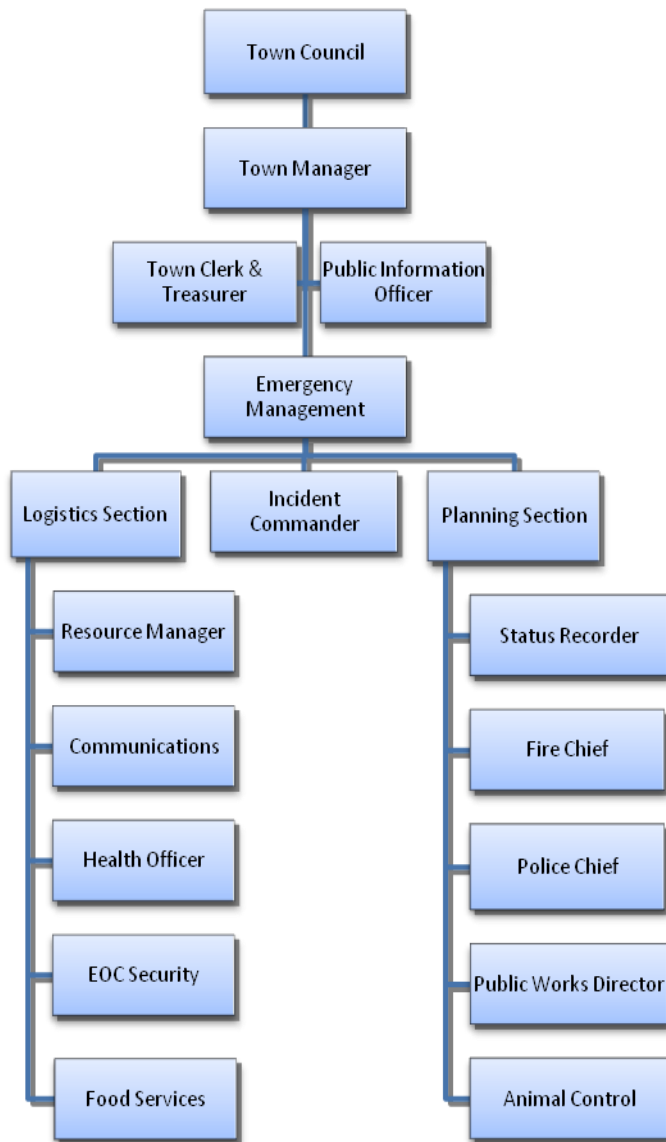 Town Council
Town Manager
Town Clerk &
Treasurer
Public Information
Officer
Emergency
Management
Logistics Section
Incident
Commander
Planning Section
Resource Manager
Communications
Health Officer
EOC Security
Food Services
Status Recorder
Fire Chief
Police Chief
Public Works Director
Animal Control